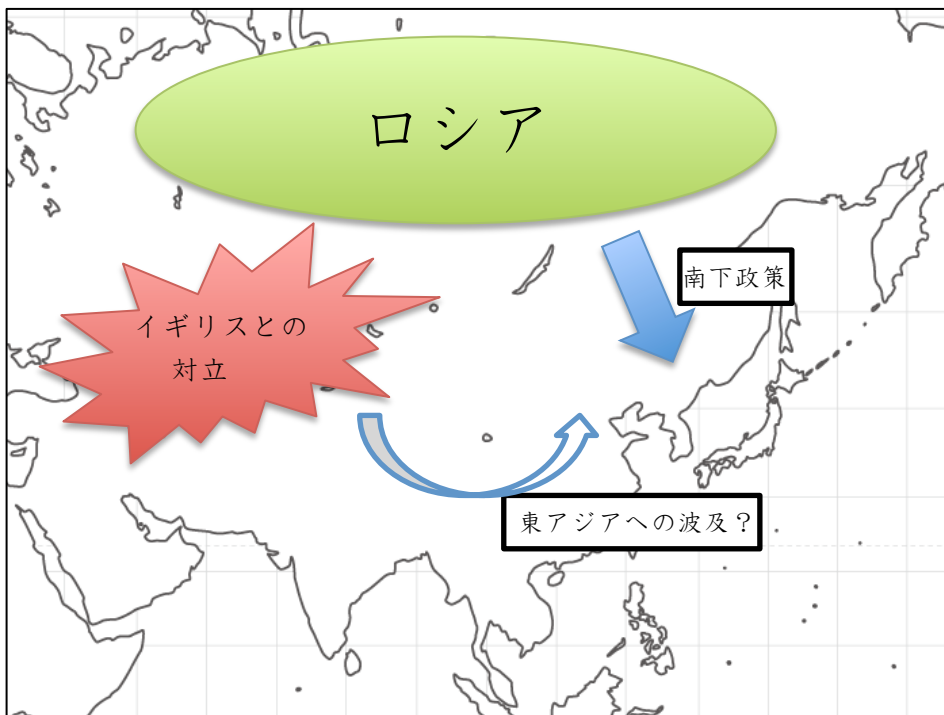 ロシア
南下政策
イギリスとの
対立
東アジアへの波及？